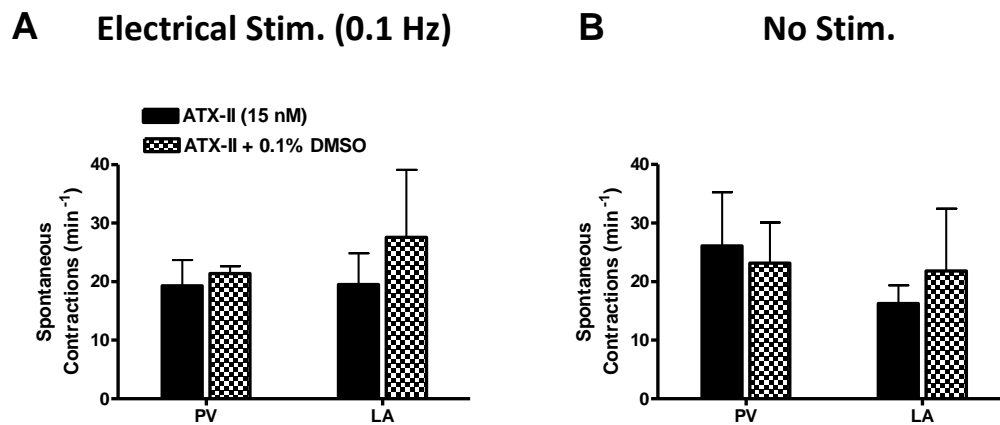 A Electrical Stim. (0.1 Hz)
B No Stim.
ATX-II (15 nM)
ATX-II + 0.1% DMSO
Spontaneous
Contractions (min⁻¹)
40
30
20
10
0
PV LA
Spontaneous
Contractions (min⁻¹)
40
30
20
10
0
PV LA